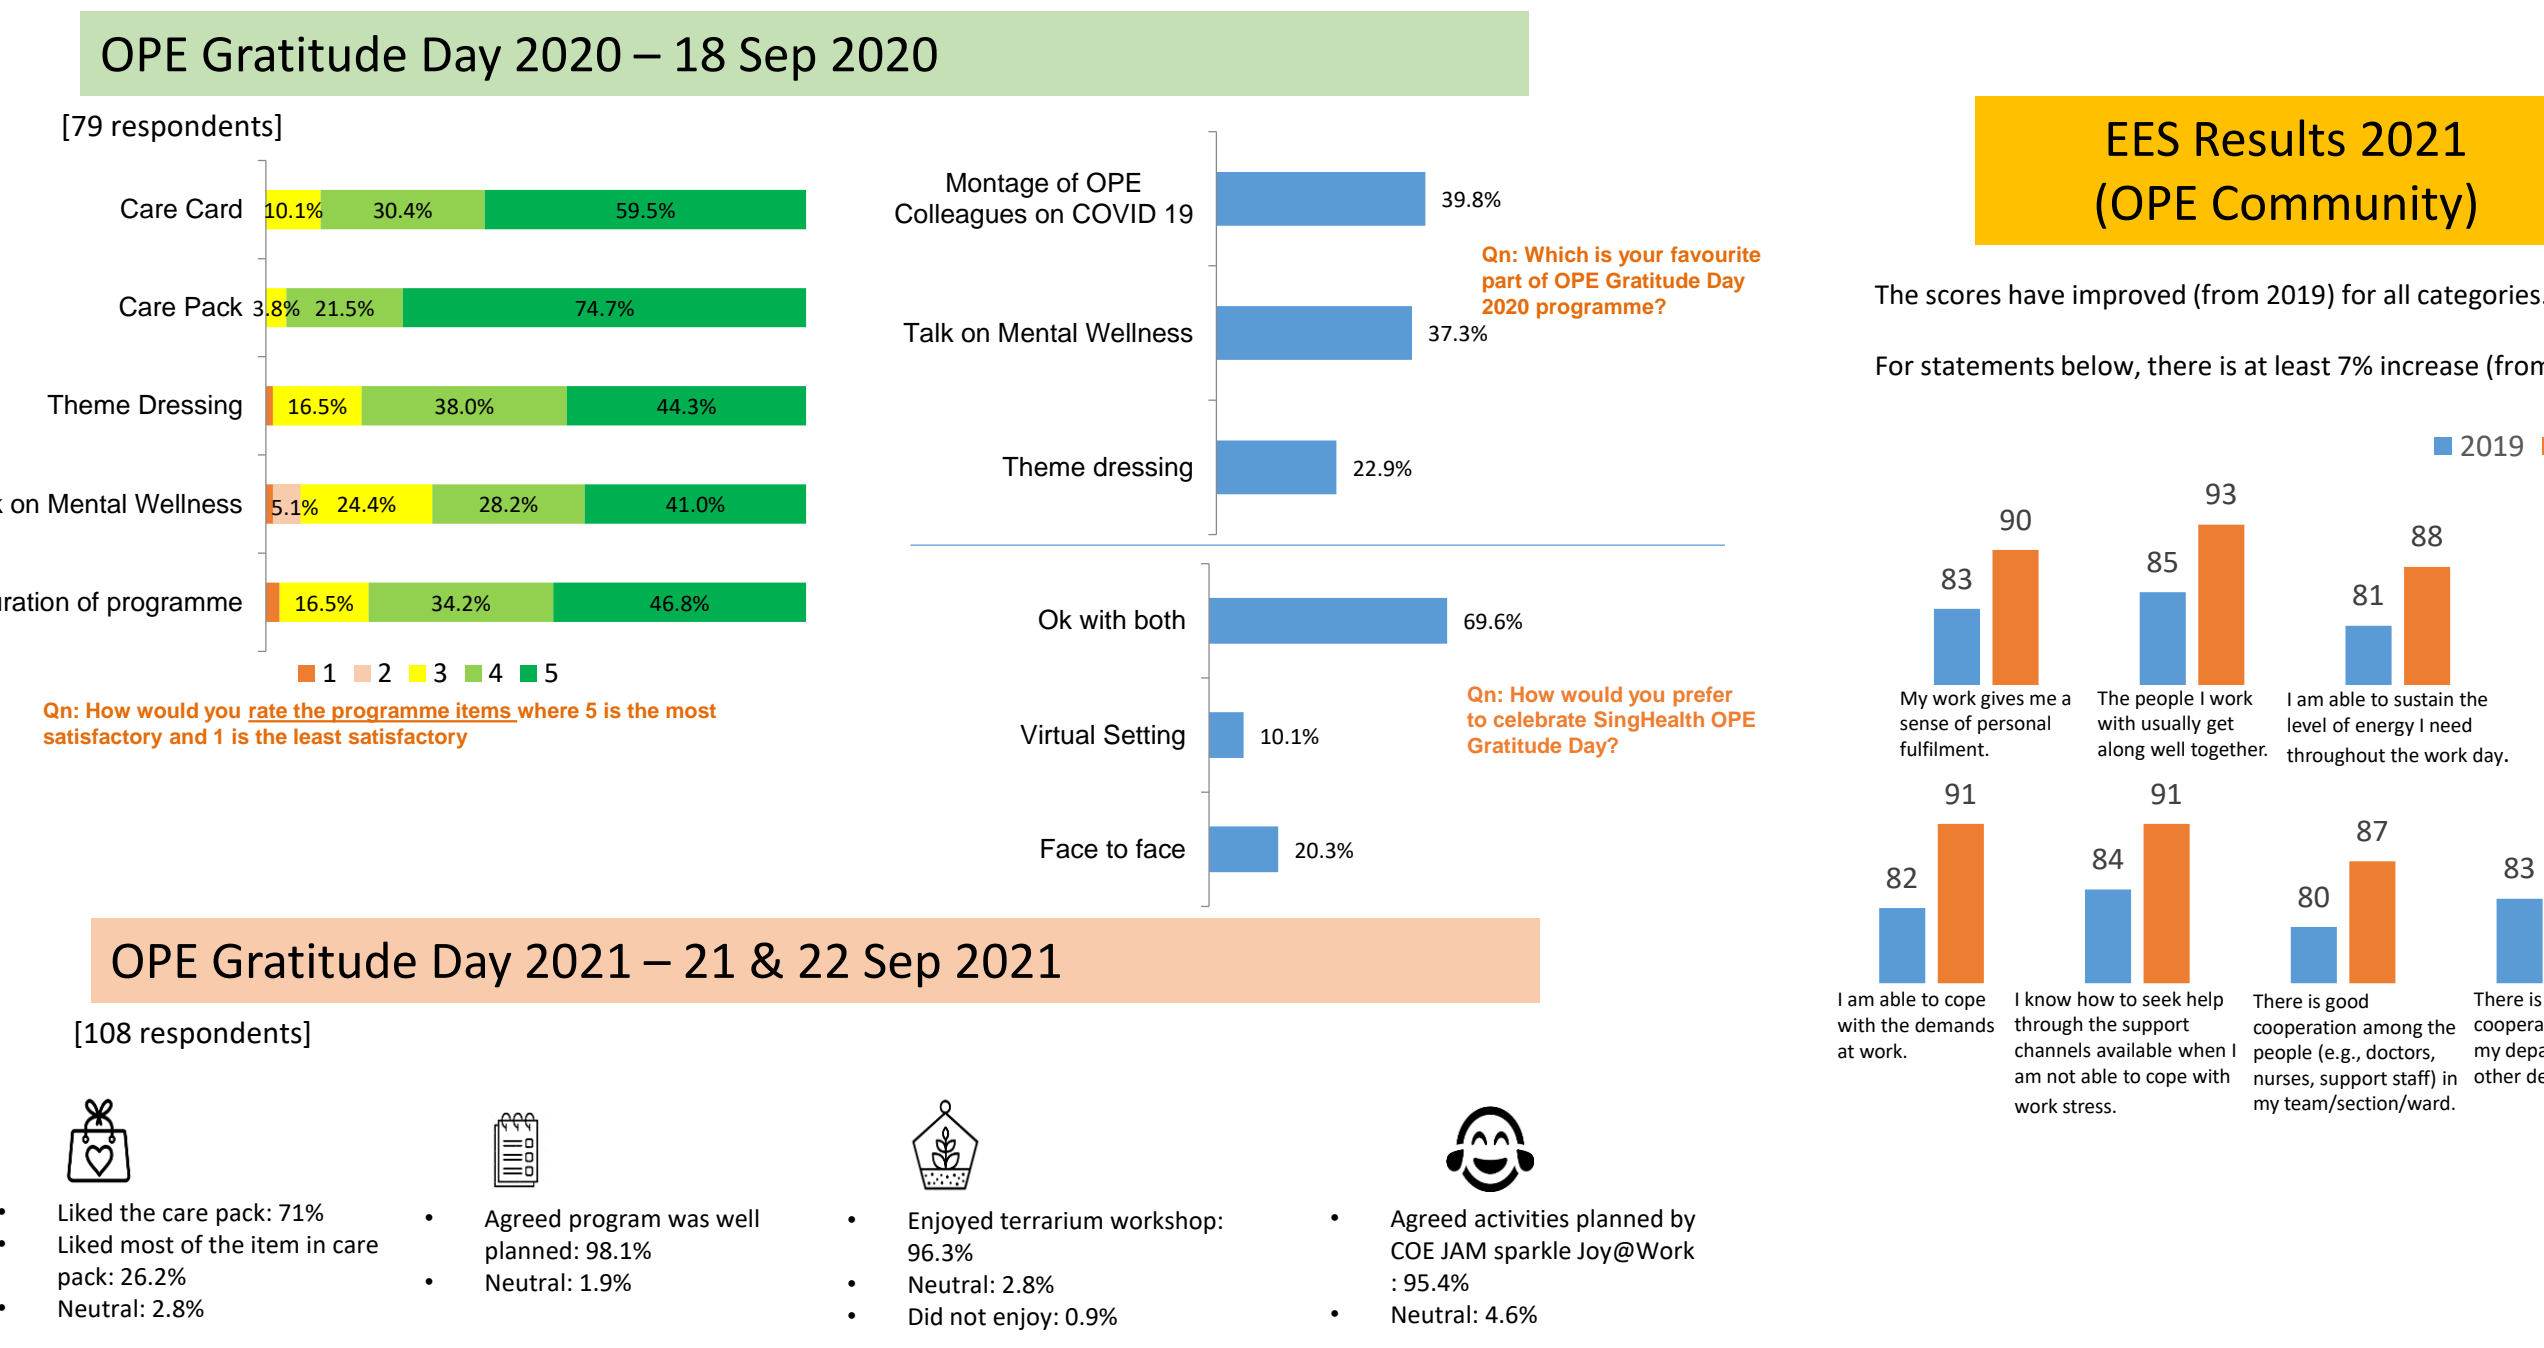 OPE Gratitude Day 2020 – 18 Sep 2020
[79 respondents]
Care Card 10.1% 30.4% 59.5%
Care Pack 3.8% 21.5% 74.7%
Theme Dressing 16.5% 38.0% 44.3%
on Mental Wellness 5.1% 24.4% 28.2% 41.0%
ration of programme 16.5% 34.2% 46.8%
1 2 3 4 5
Qn: How would you rate the programme items where 5 is the most
satisfactory and 1 is the least satisfactory
Montage of OPE
Colleagues on COVID 19
39.8%
Talk on Mental Wellness 37.3%
Theme dressing 22.9%
Qn: Which is your favourite
part of OPE Gratitude Day
2020 programme?
Ok with both 69.6%
Virtual Setting 10.1%
Face to face 20.3%
Qn: How would you prefer
to celebrate SingHealth OPE
Gratitude Day?
OPE Gratitude Day 2021 – 21 & 22 Sep 2021
[108 respondents]
• Liked the care pack: 71%
• Liked most of the item in care
pack: 26.2%
• Neutral: 2.8%
• Agreed program was well
planned: 98.1%
• Neutral: 1.9%
• Enjoyed terrarium workshop:
96.3%
• Neutral: 2.8%
• Did not enjoy: 0.9%
• Agreed activities planned by
COE JAM sparkle Joy@Work
: 95.4%
• Neutral: 4.6%
EES Results 2021
(OPE Community)
The scores have improved (from 2019) for all categories.
For statements below, there is at least 7% increase (from
2019
83 90
My work gives me a
sense of personal
fulfilment.
85 93
The people I work
with usually get
along well together.
81 88
I am able to sustain the
level of energy I need
throughout the work day.
82 91
I am able to cope
with the demands
at work.
84 91
I know how to seek help
through the support
channels available when I
am not able to cope with
work stress.
80 87
There is good
cooperation among the
people (e.g., doctors,
nurses, support staff) in
my team/section/ward.
83
There is
coopera
my depa
other de